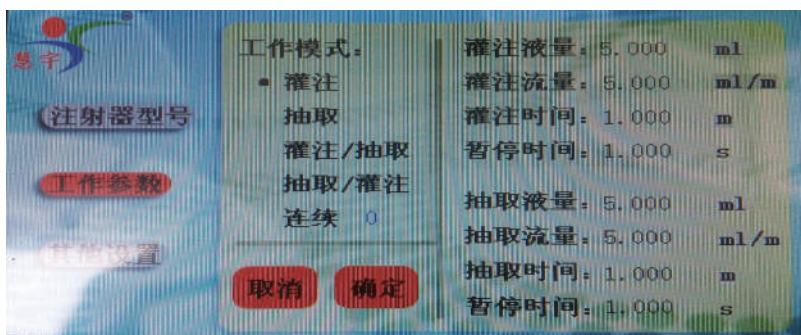 慧宇
注射器型号
工作参数
其他设置
工作模式：
• 灌注
抽取
灌注/抽取
抽取/灌注
连续 0
取消 确定
灌注液量：5.000 ml
灌注流量：5.000 ml/m
灌注时间：1.000 m
暂停时间：1.000 s
抽取液量：5.000 ml
抽取流量：5.000 ml/m
抽取时间：1.000 m
暂停时间：1.000 s